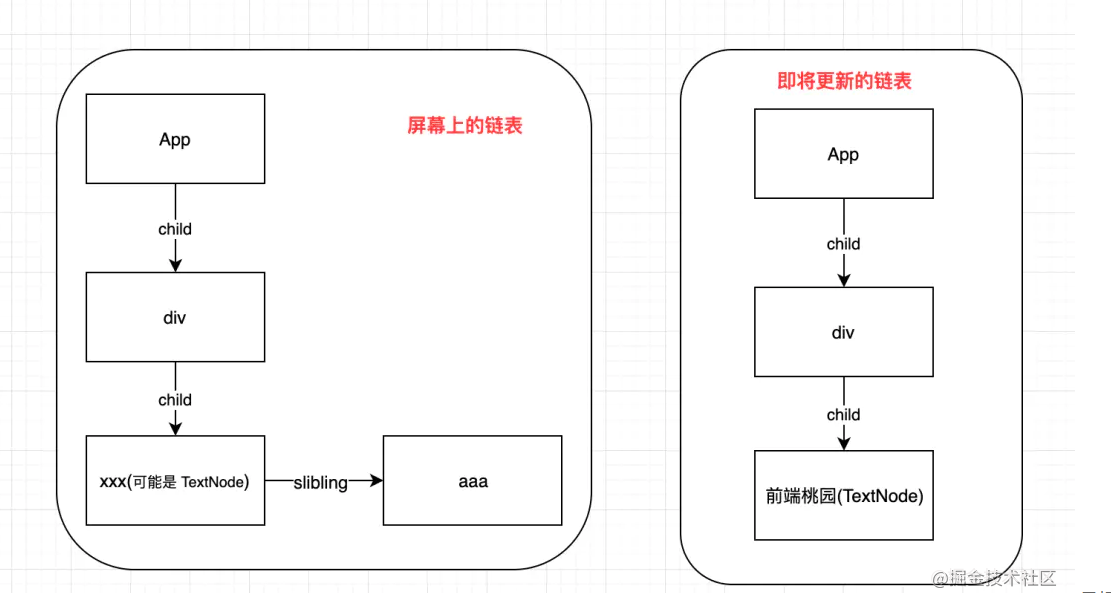 屏幕上的链表
App
child
div
child
xxx(可能是 TextNode)
slibling
aaa
即将更新的链表
App
child
div
child
前端桃园(TextNode)
@掘金技术社区